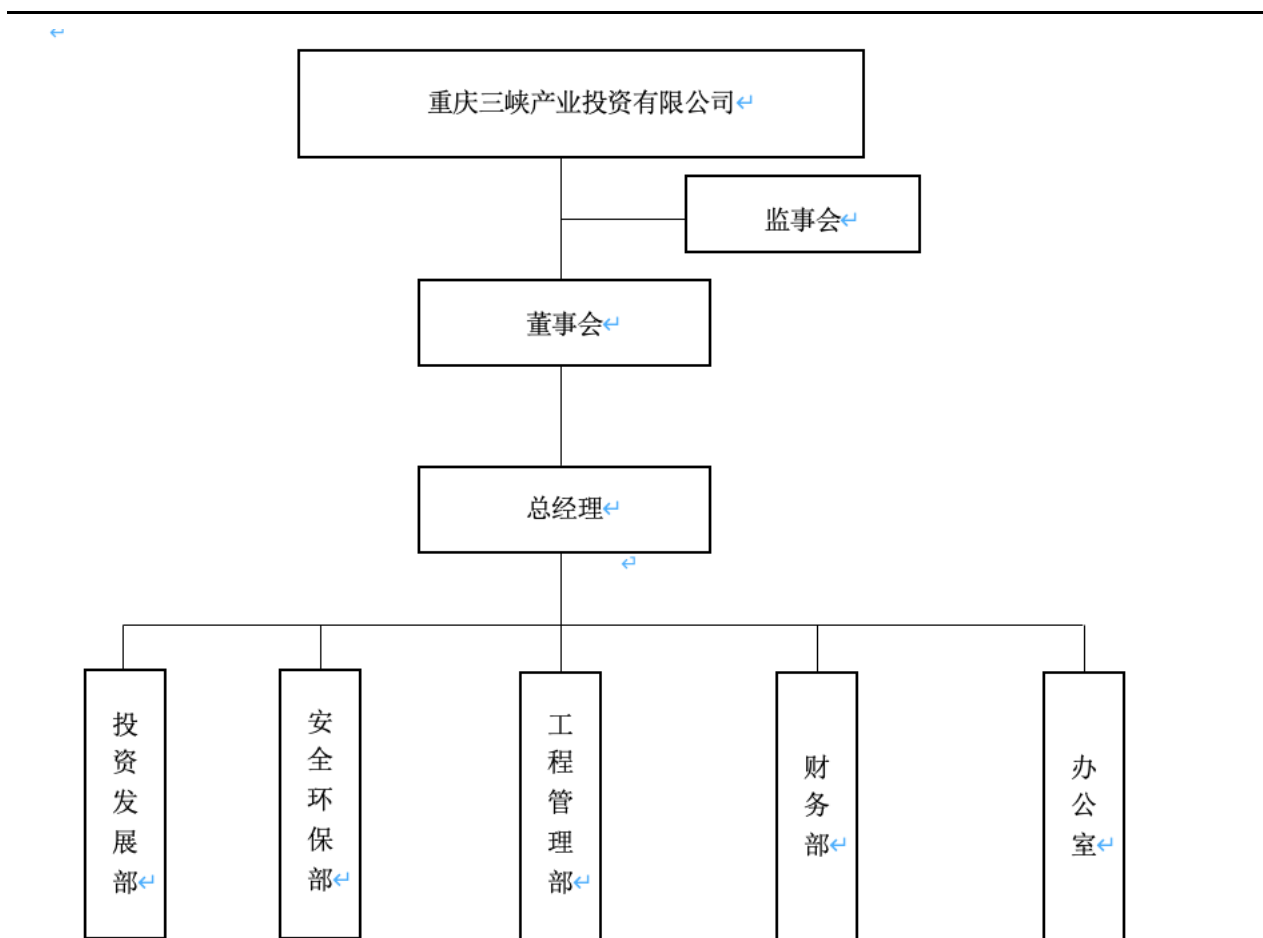 重庆三峡产业投资有限公司
监事会
董事会
总经理
投资发展部
安全环保部
工程管理部
财务部
办公室